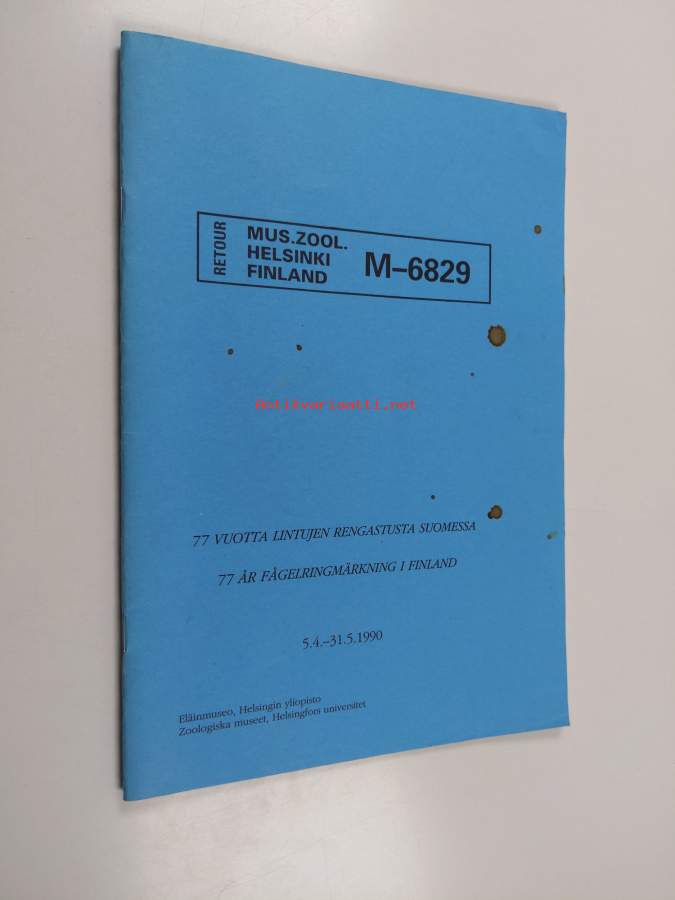 RETOUR
MUS.ZOOL.
HELSINKI
FINLAND
M–6829
Antikvariaatti.net
77 VUOTTA LINTUJEN RENGASTUSTA SUOMESSA
77 ÅR FÅGELRINGMÄRKNING I FINLAND
5.4.–31.5.1990
Eläinmuseo, Helsingin yliopisto
Zoologiska museet, Helsingfors universitet